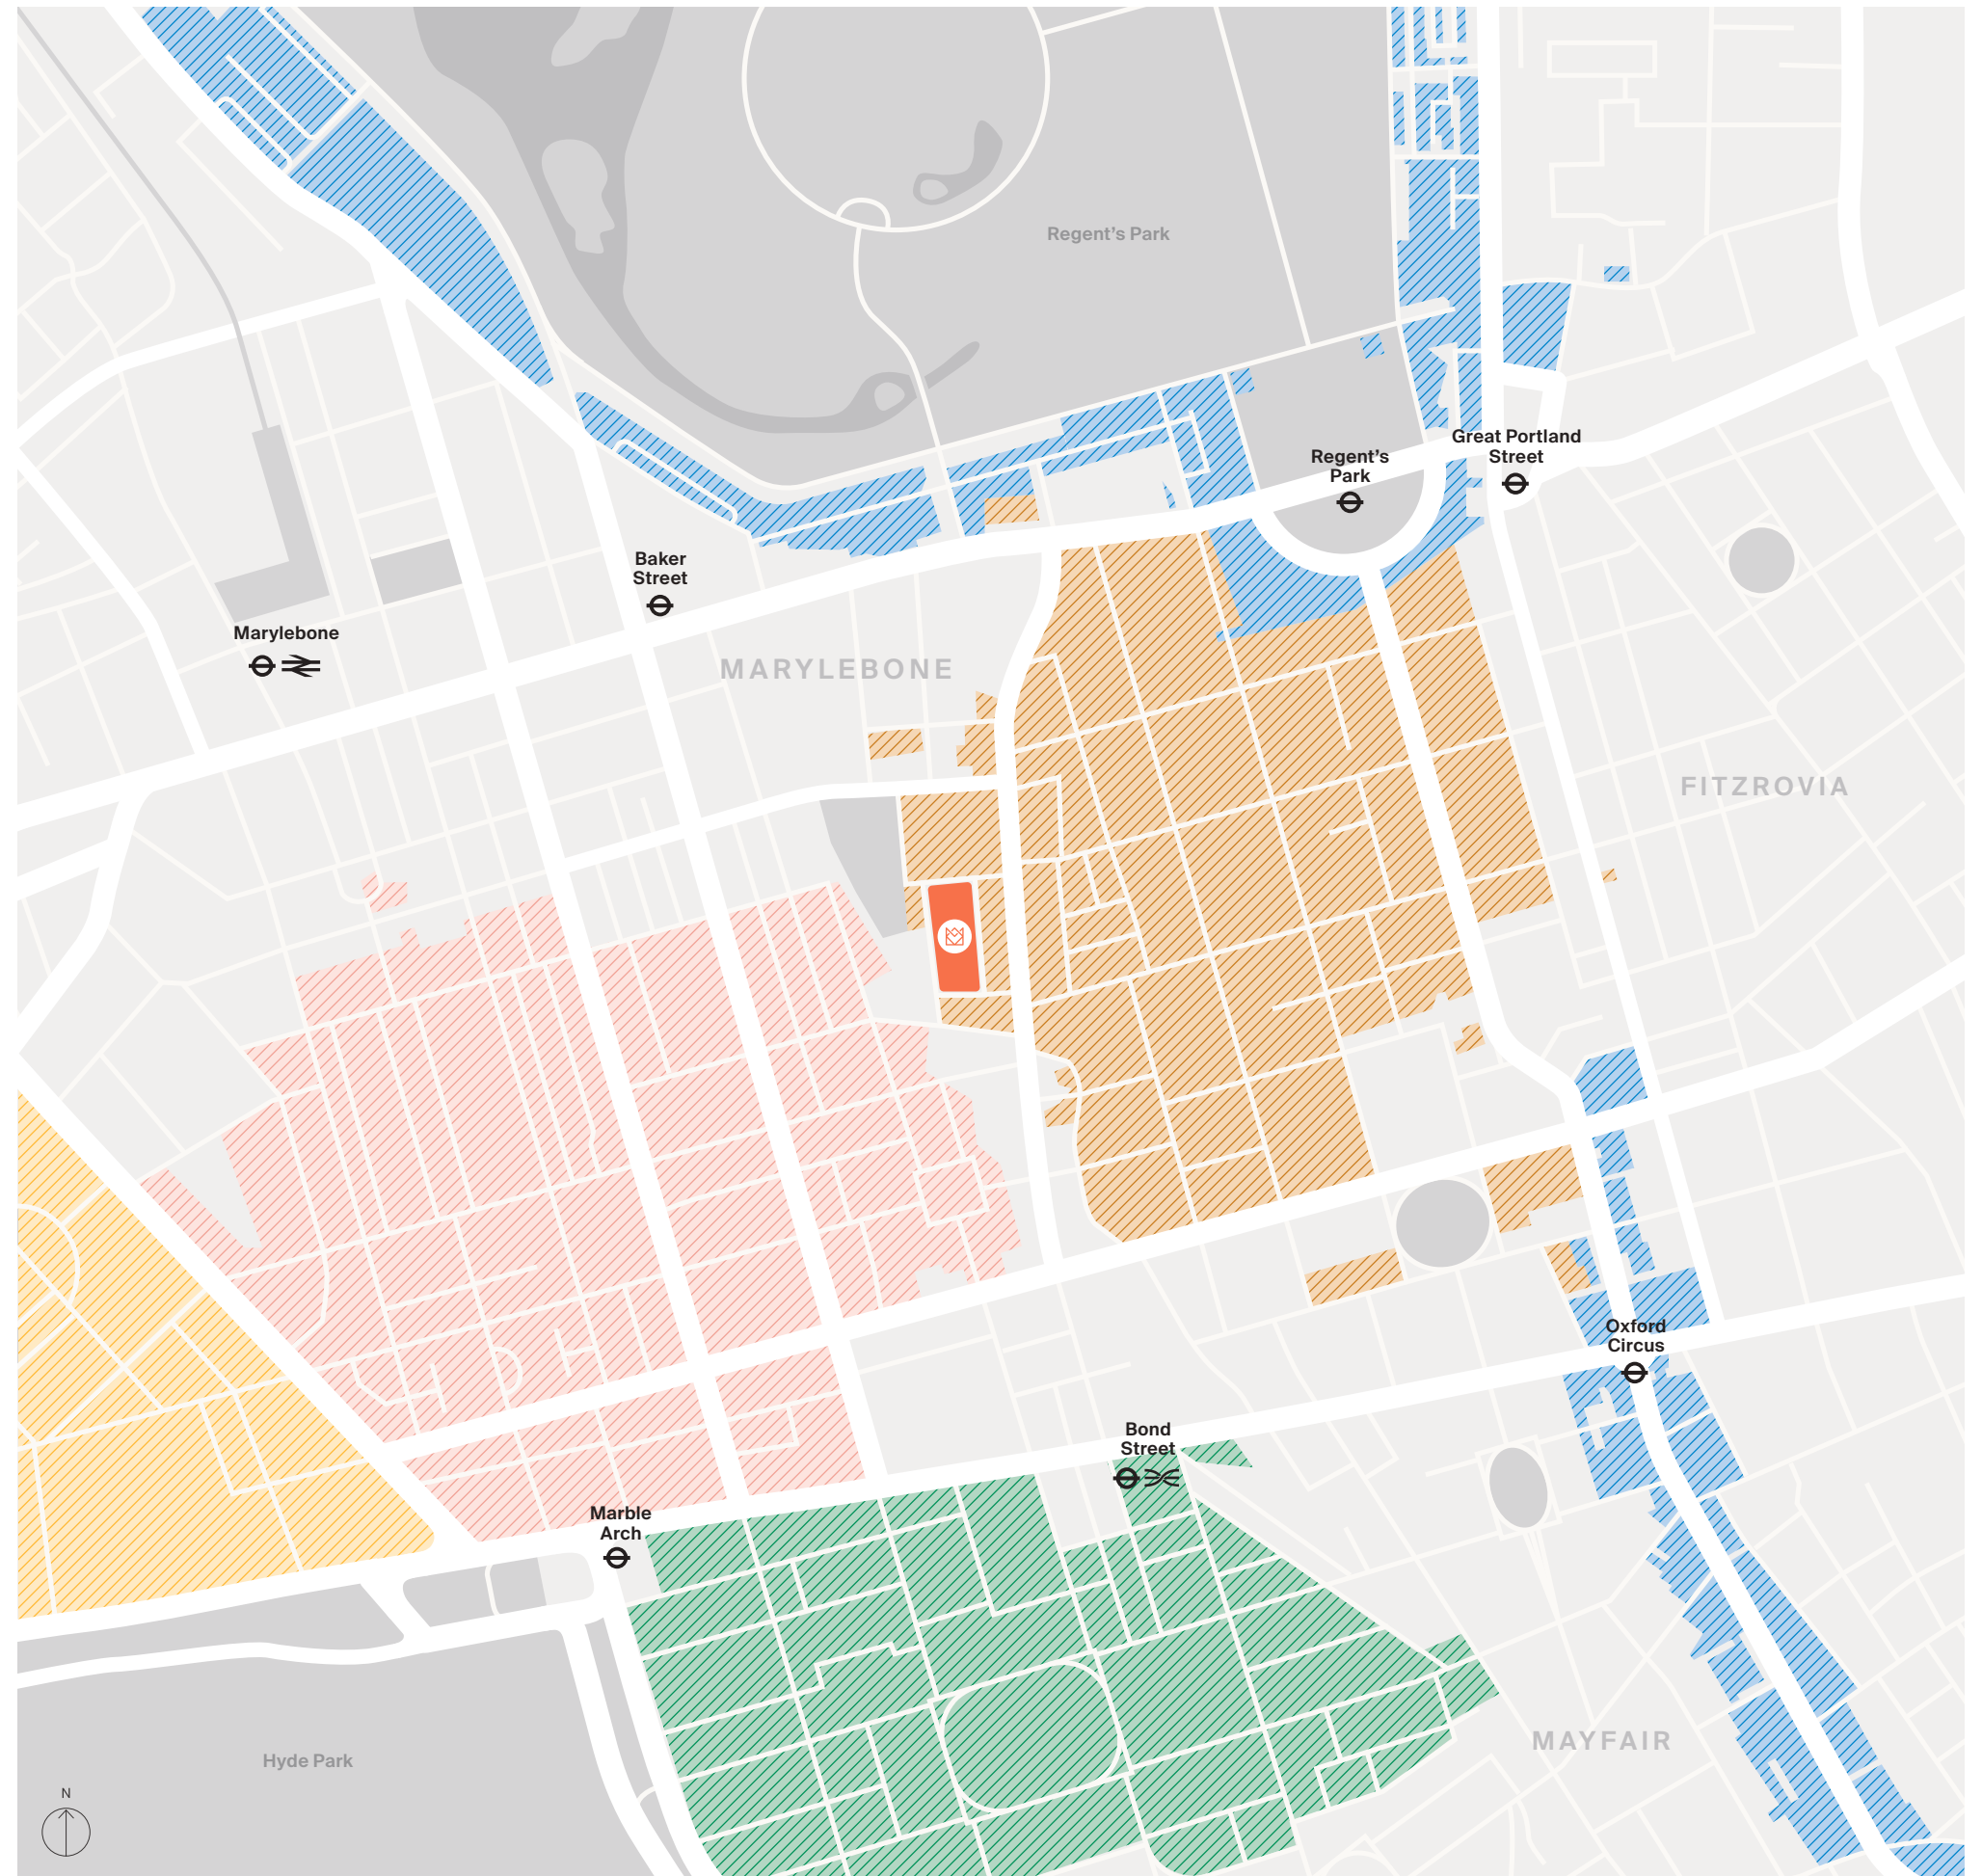 Regent’s Park
Great Portland
Street
Regent’s
Park
Baker
Street
Marylebone
MARYLEBONE
FITZROVIA
Oxford
Circus
Bond
Street
Marble
Arch
MAYFAIR
Hyde Park
N